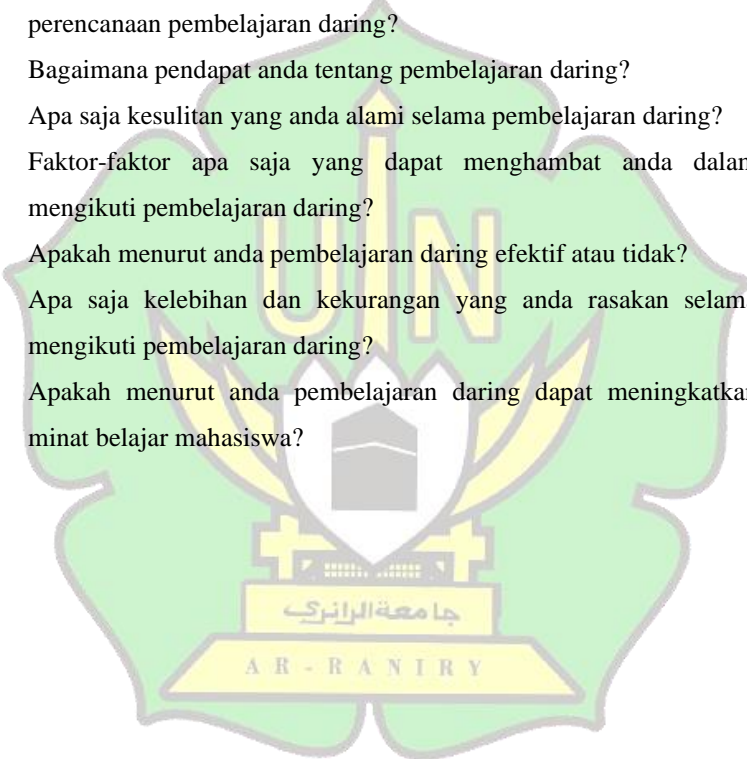 perencanaan pembelajaran daring?
Bagaimana pendapat anda tentang pembelajaran daring?
Apa saja kesulitan yang anda alami selama pembelajaran daring?
Faktor-faktor apa saja yang dapat menghambat anda dalam
mengikuti pembelajaran daring?
Apakah menurut anda pembelajaran daring efektif atau tidak?
Apa saja kelebihan dan kekurangan yang anda rasakan selam
mengikuti pembelajaran daring?
Apakah menurut anda pembelajaran daring dapat meningkatkan
minat belajar mahasiswa?
UIN
جامعة الرانري
AR-RANIRY